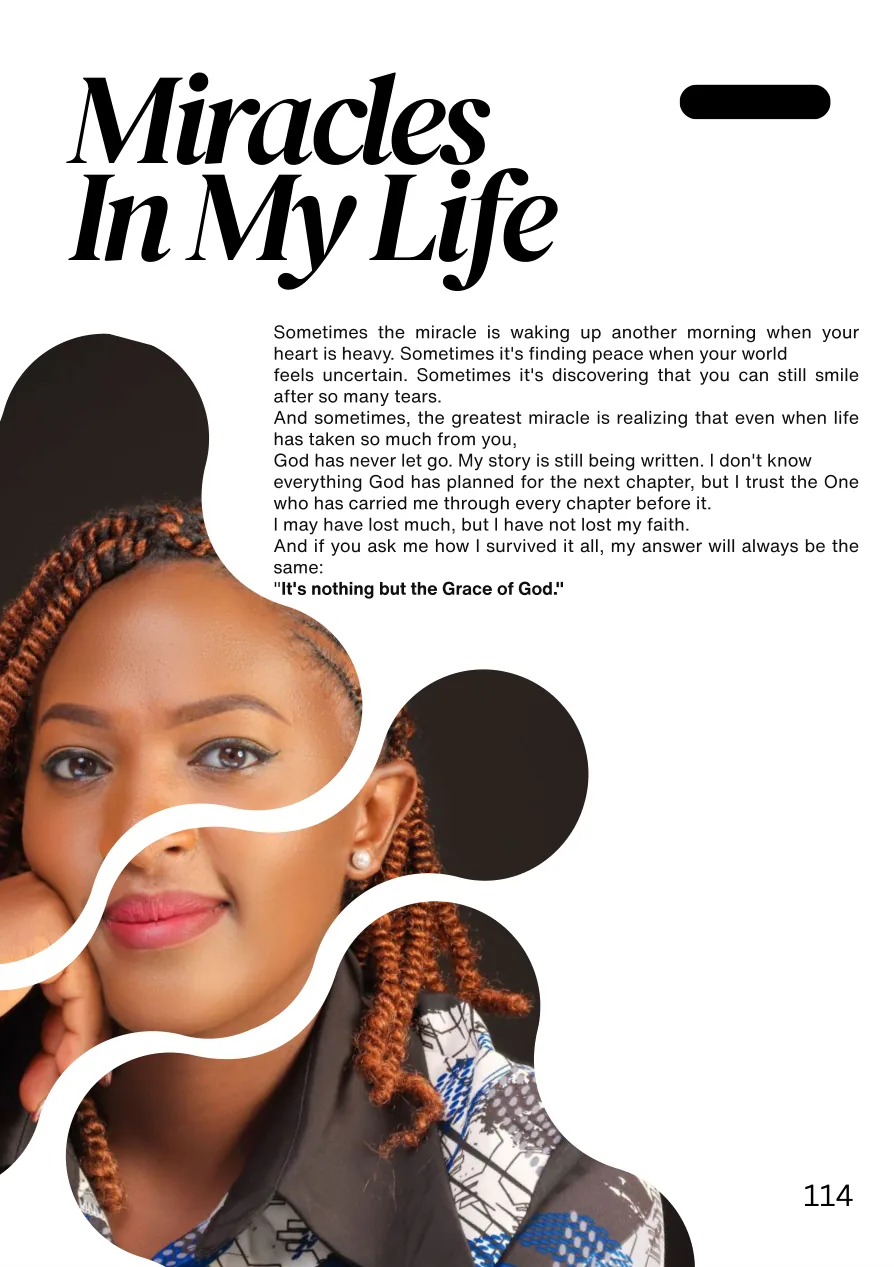 Miracles
In My Life
Sometimes the miracle is waking up another morning when your
heart is heavy. Sometimes it's finding peace when your world
feels uncertain. Sometimes it's discovering that you can still smile
after so many tears.
And sometimes, the greatest miracle is realizing that even when life
has taken so much from you,
God has never let go. My story is still being written. I don't know
everything God has planned for the next chapter, but I trust the One
who has carried me through every chapter before it.
I may have lost much, but I have not lost my faith.
And if you ask me how I survived it all, my answer will always be the
same:
"It's nothing but the Grace of God."
114